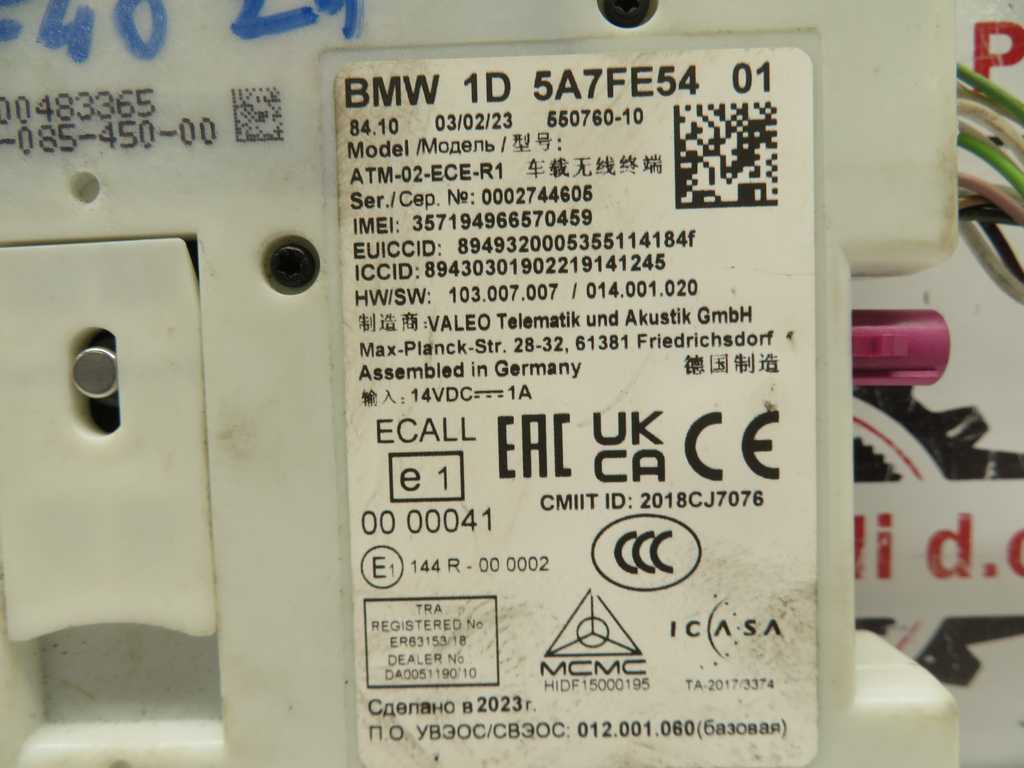 E40 LY
00483365
-085-450-00
BMW 1D 5A7FE54 01
84.10 03/02/23 550760-10
Model /Модель / 型号:
ATM-02-ECE-R1 车载无线终端
Ser./Сер. №: 0002744605
IMEI: 357194966570459
EUICCID: 8949320005355114184f
ICCID: 89430301902219141245
HW/SW: 103.007.007 / 014.001.020
制造商: VALEO Telematik und Akustik GmbH
Max-Planck-Str. 28-32, 61381 Friedrichsdorf
Assembled in Germany 德国制造
输入: 14VDC⎓1A
ECALL EAC UK CA CE
e 1
CMIIT ID: 2018CJ7076
00 00041
CCC
E1 144 R - 00 0002
TRA
REGISTERED No
ER63153/18
DEALER No
DA0051190/10
MCMC
HIDF15000195
ICASA
TA-2017/3374
Сделано в 2023г.
П.О. УВЭОС/СВЭОС: 012.001.060(базовая)
P
li d.c